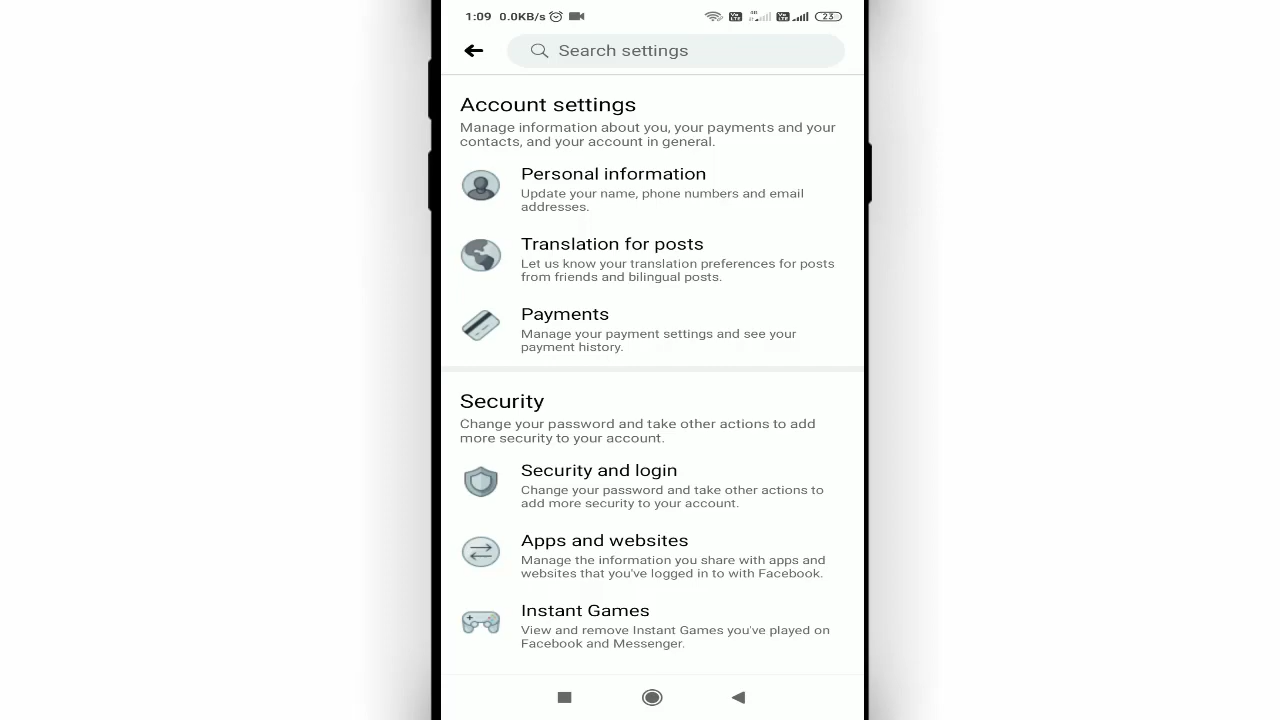 1:09 0.0KB/s 23
Search settings
Account settings
Manage information about you, your payments and your
contacts, and your account in general.
Personal information
Update your name, phone numbers and email
addresses.
Translation for posts
Let us know your translation preferences for posts
from friends and bilingual posts.
Payments
Manage your payment settings and see your
payment history.
Security
Change your password and take other actions to add
more security to your account.
Security and login
Change your password and take other actions to
add more security to your account.
Apps and websites
Manage the information you share with apps and
websites that you've logged in to with Facebook.
Instant Games
View and remove Instant Games you've played on
Facebook and Messenger.